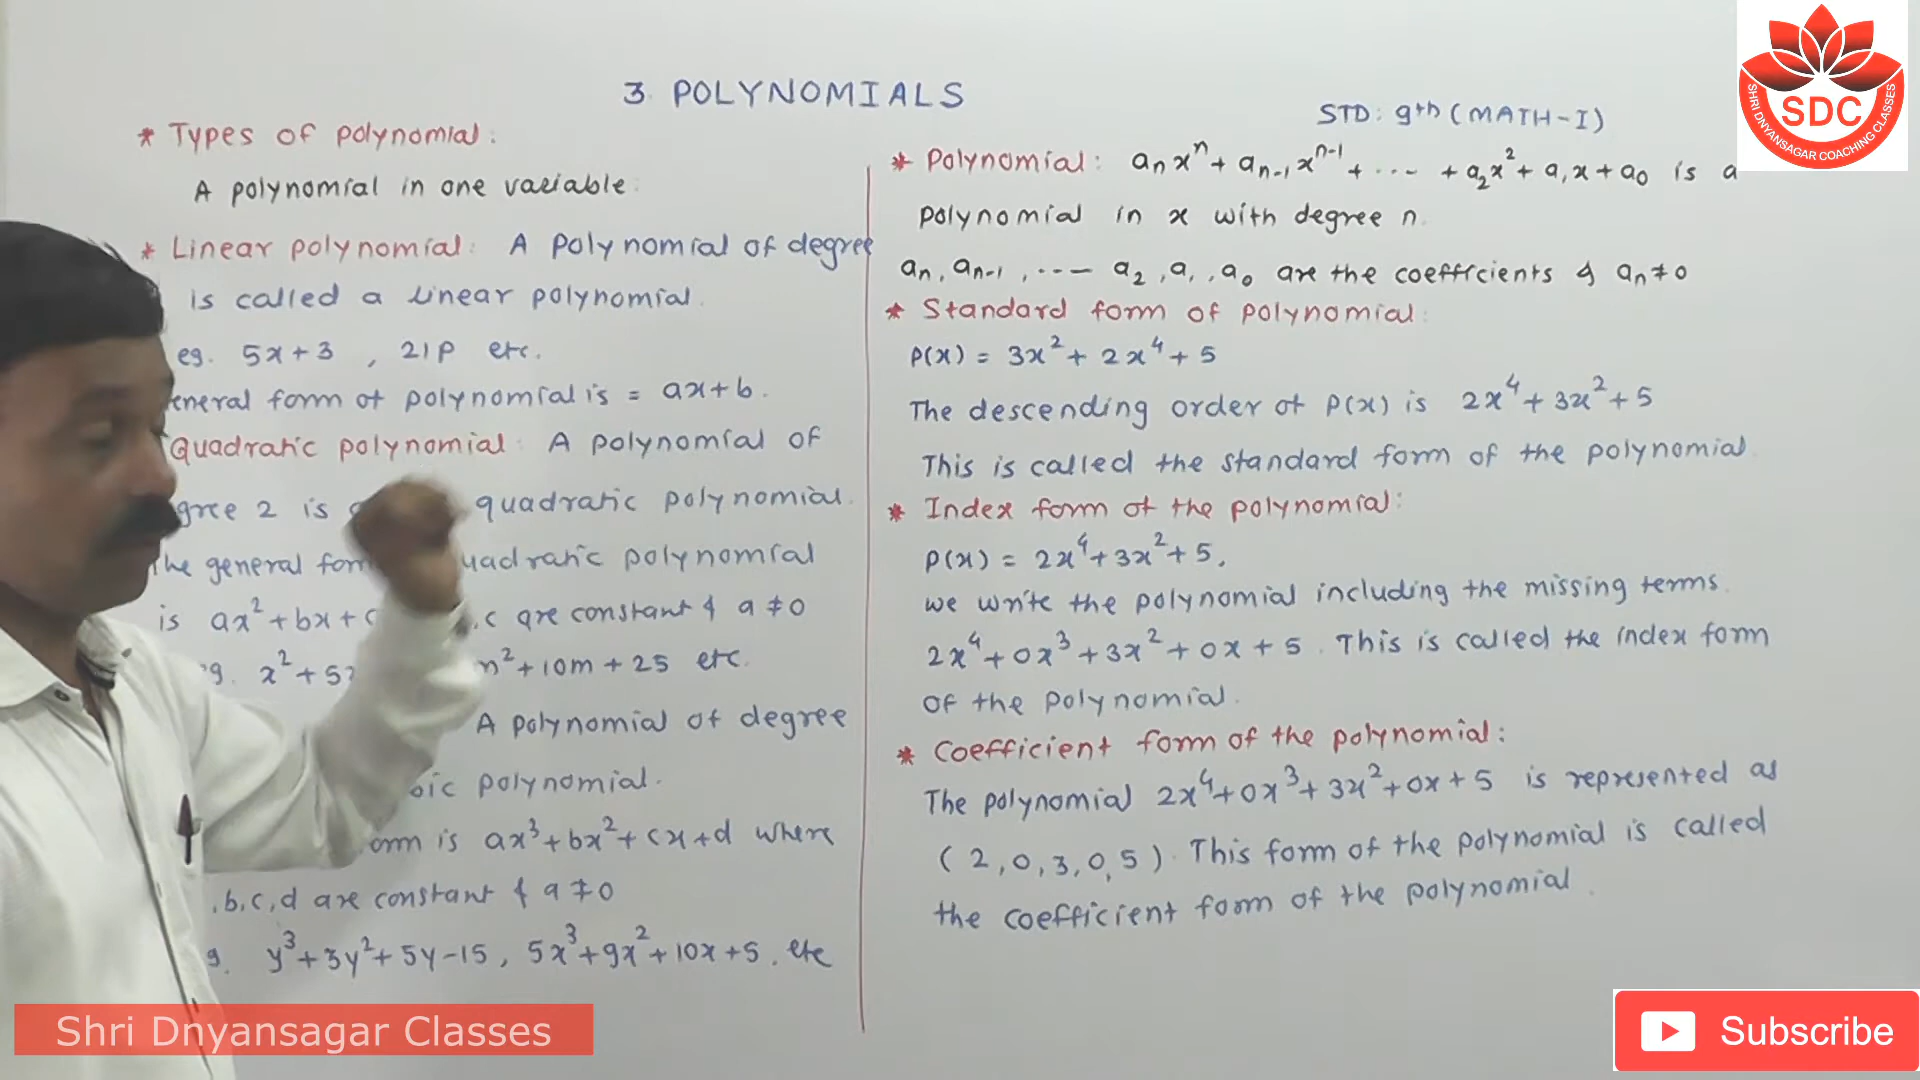 3. POLYNOMIALS
STD: 9th (MATH-I)
* Types of polynomial:
A polynomial in one variable:
* Linear polynomial: A polynomial of degree
is called a linear polynomial.
eg. 5x+3 , 21p etc.
eneral form of polynomial is = ax+b.
Quadratic polynomial: A polynomial of
gree 2 is quadratic polynomial.
The general form uadratic polynomial
is ax²+bx+c ,c are constant & a≠0
g. x²+5x m²+10m+25 etc.
A polynomial of degree
bic polynomial.
orm is ax³+bx²+cx+d where
,b,c,d are constant & a≠0
g. y³+3y²+5y-15, 5x³+9x²+10x+5. etc
* Polynomial: aₙxⁿ+aₙ₋₁xⁿ⁻¹+....+a₂x²+a₁x+a₀ is a
polynomial in x with degree n.
aₙ,aₙ₋₁,.... a₂,a₁,a₀ are the coefficients & aₙ≠0
* Standard form of polynomial:
P(x) = 3x²+2x⁴+5
The descending order of P(x) is 2x⁴+3x²+5
This is called the standard form of the polynomial.
* Index form of the polynomial:
P(x) = 2x⁴+3x²+5.
we write the polynomial including the missing terms.
2x⁴+0x³+3x²+0x+5. This is called the index form
of the polynomial.
* Coefficient form of the polynomial:
The polynomial 2x⁴+0x³+3x²+0x+5 is represented as
(2,0,3,0,5). This form of the polynomial is called
the coefficient form of the polynomial.
SDC
SHRI DNYANSAGAR COACHING CLASSES
Shri Dnyansagar Classes
Subscribe